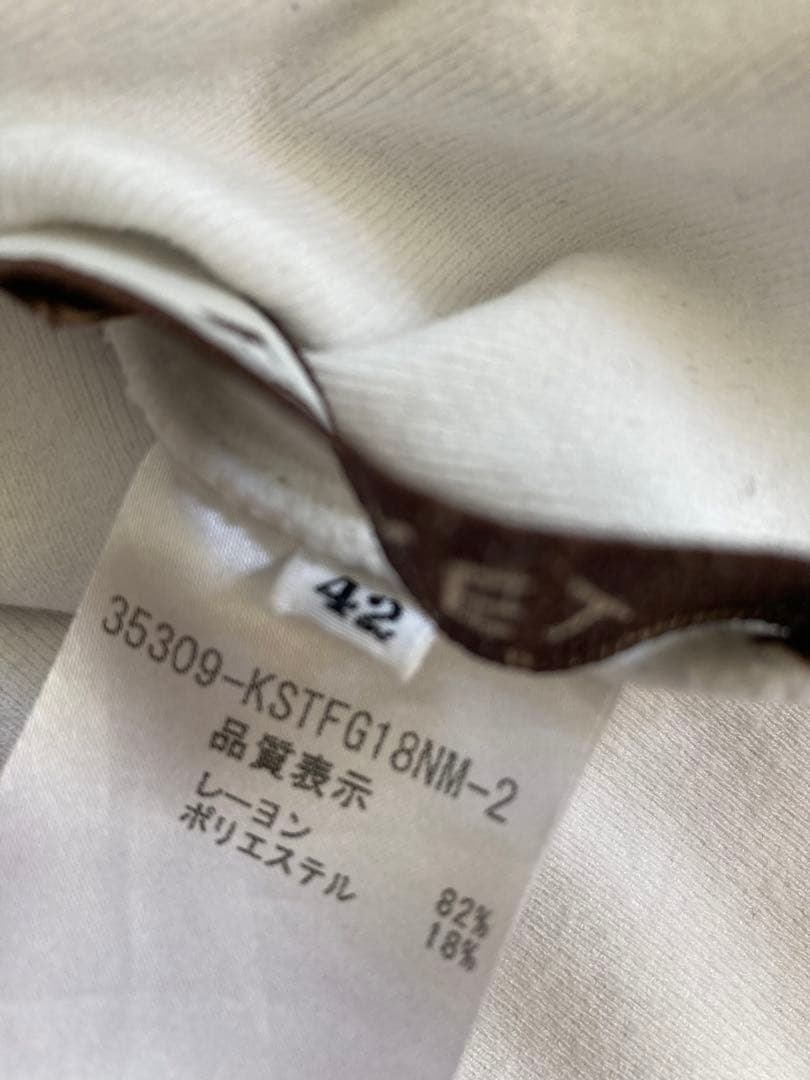 ET
42
35309-KSTFG18NM-2
品質表示
レーヨン 82%
ポリエステル 18%